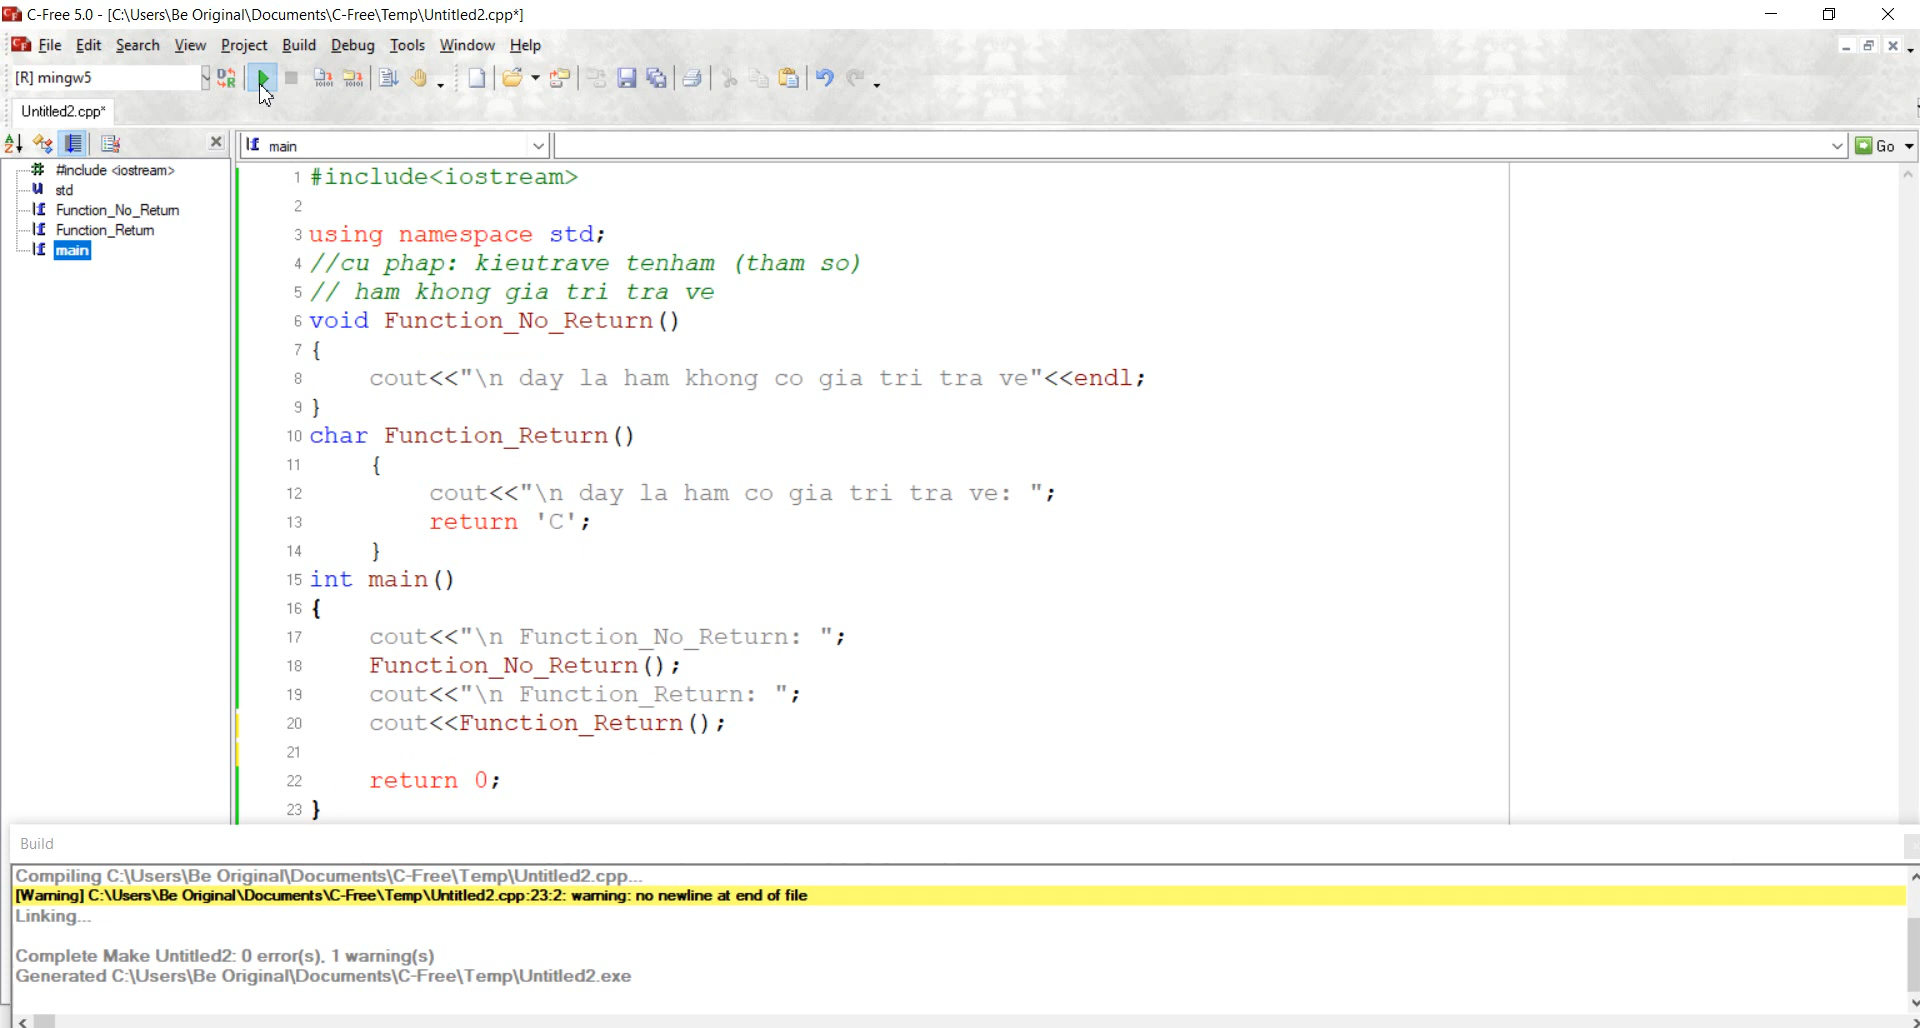 C-Free 5.0 - [C:\Users\Be Original\Documents\C-Free\Temp\Untitled2.cpp*]
File Edit Search View Project Build Debug Tools Window Help
[R] mingw5
Untitled2.cpp*
main
Go
#include <iostream>
std
Function_No_Return
Function_Return
main
1 #include<iostream>
2
3 using namespace std;
4 //cu phap: kieutrave tenham (tham so)
5 // ham khong gia tri tra ve
6 void Function_No_Return()
7 {
8 cout<<"\n day la ham khong co gia tri tra ve"<<endl;
9 }
10 char Function_Return()
11 {
12 cout<<"\n day la ham co gia tri tra ve: ";
13 return 'C';
14 }
15 int main()
16 {
17 cout<<"\n Function_No_Return: ";
18 Function_No_Return();
19 cout<<"\n Function_Return: ";
20 cout<<Function_Return();
21
22 return 0;
23 }
Build
Compiling C:\Users\Be Original\Documents\C-Free\Temp\Untitled2.cpp...
[Warning] C:\Users\Be Original\Documents\C-Free\Temp\Untitled2.cpp:23:2: warning: no newline at end of file
Linking...
Complete Make Untitled2: 0 error(s), 1 warning(s)
Generated C:\Users\Be Original\Documents\C-Free\Temp\Untitled2.exe